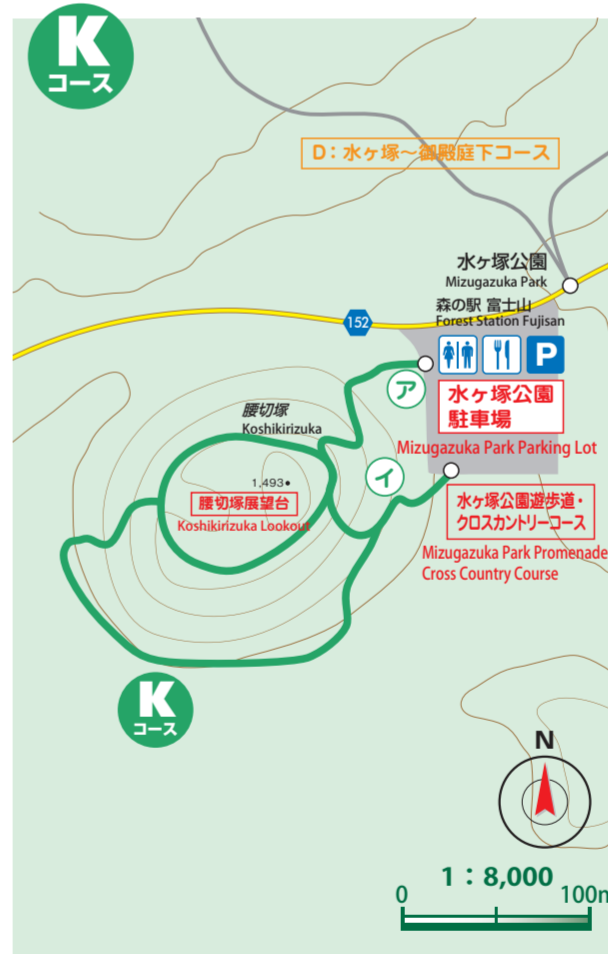 K
コース
D：水ヶ塚～御殿庭下コース
水ヶ塚公園
Mizugazuka Park
森の駅 富士山
Forest Station Fujisan
152
P
ア
水ヶ塚公園
駐車場
Mizugazuka Park Parking Lot
腰切塚
Koshikirizuka
イ
1,493
腰切塚展望台
Koshikirizuka Lookout
水ヶ塚公園遊歩道・
クロスカントリーコース
Mizugazuka Park Promenade
Cross Country Course
K
コース
N
1：8,000
0 100m